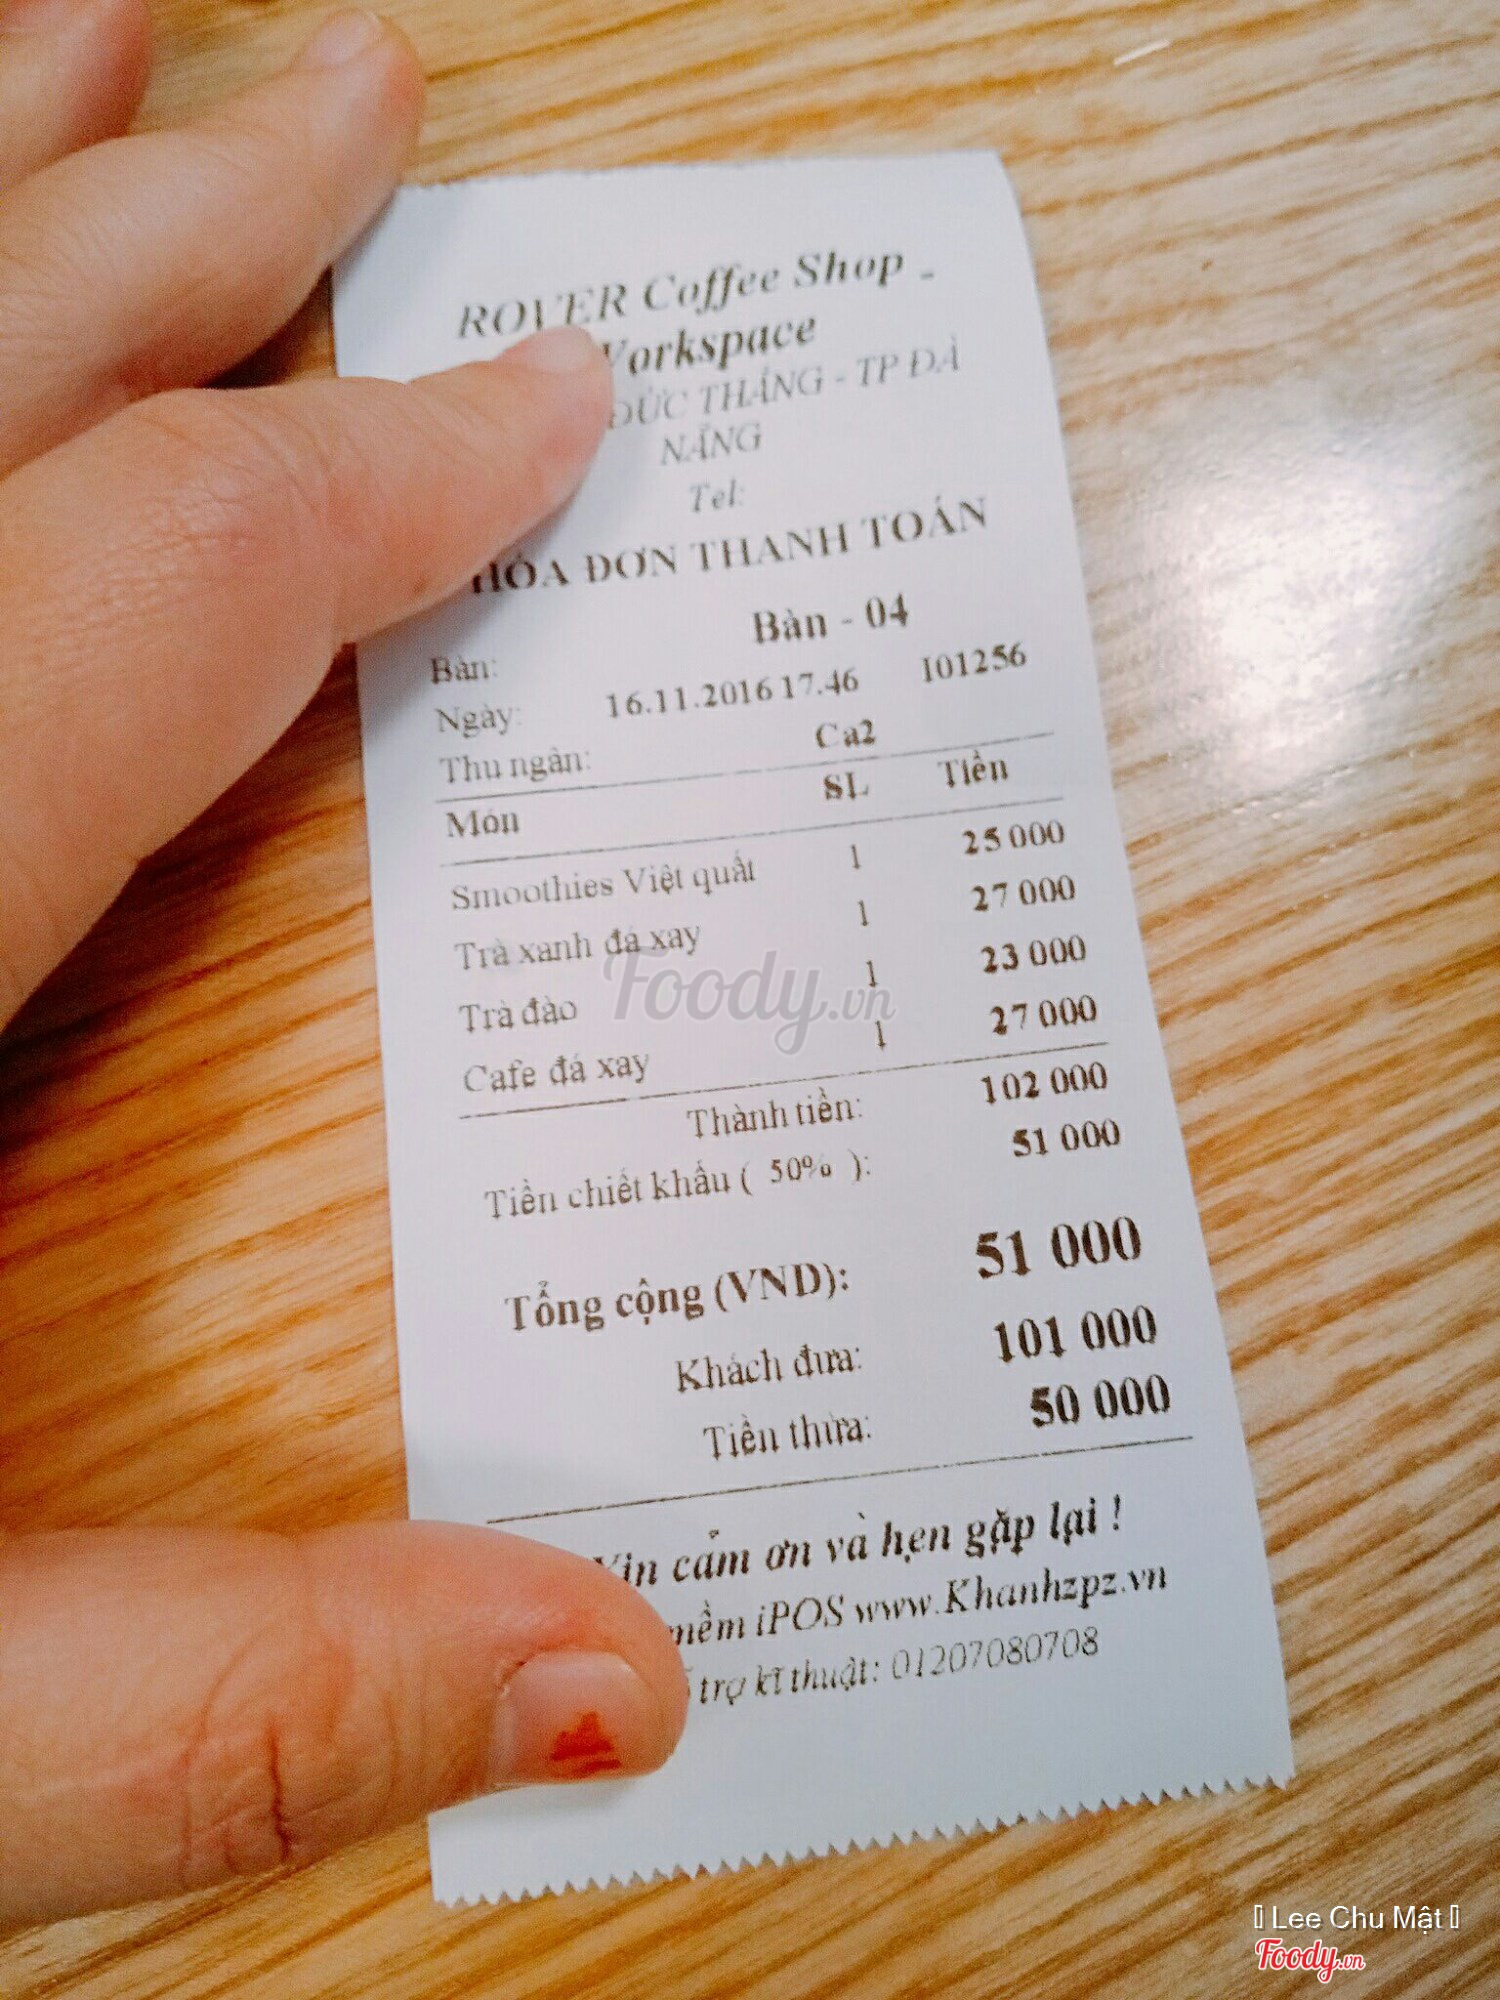 ROVER Coffee Shop -
Workspace
ĐỨC THẮNG - TP ĐÀ
NẴNG
Tel:
HÓA ĐƠN THANH TOÁN
Bàn: Bàn - 04
Ngày: 16.11.2016 17.46 I01256
Thu ngân: Ca2
Món SL Tiền
Smoothies Việt quất 1 25 000
Trà xanh đá xay 1 27 000
Trà đào 1 23 000
Cafe đá xay 1 27 000
Thành tiền: 102 000
Tiền chiết khấu ( 50% ): 51 000
Tổng cộng (VND): 51 000
Khách đưa: 101 000
Tiền thừa: 50 000
Xin cảm ơn và hẹn gặp lại !
mềm iPOS www.Khanhzpz.vn
trợ kĩ thuật: 01207080708
Foody.vn
Lee Chu Mật
Foody.vn